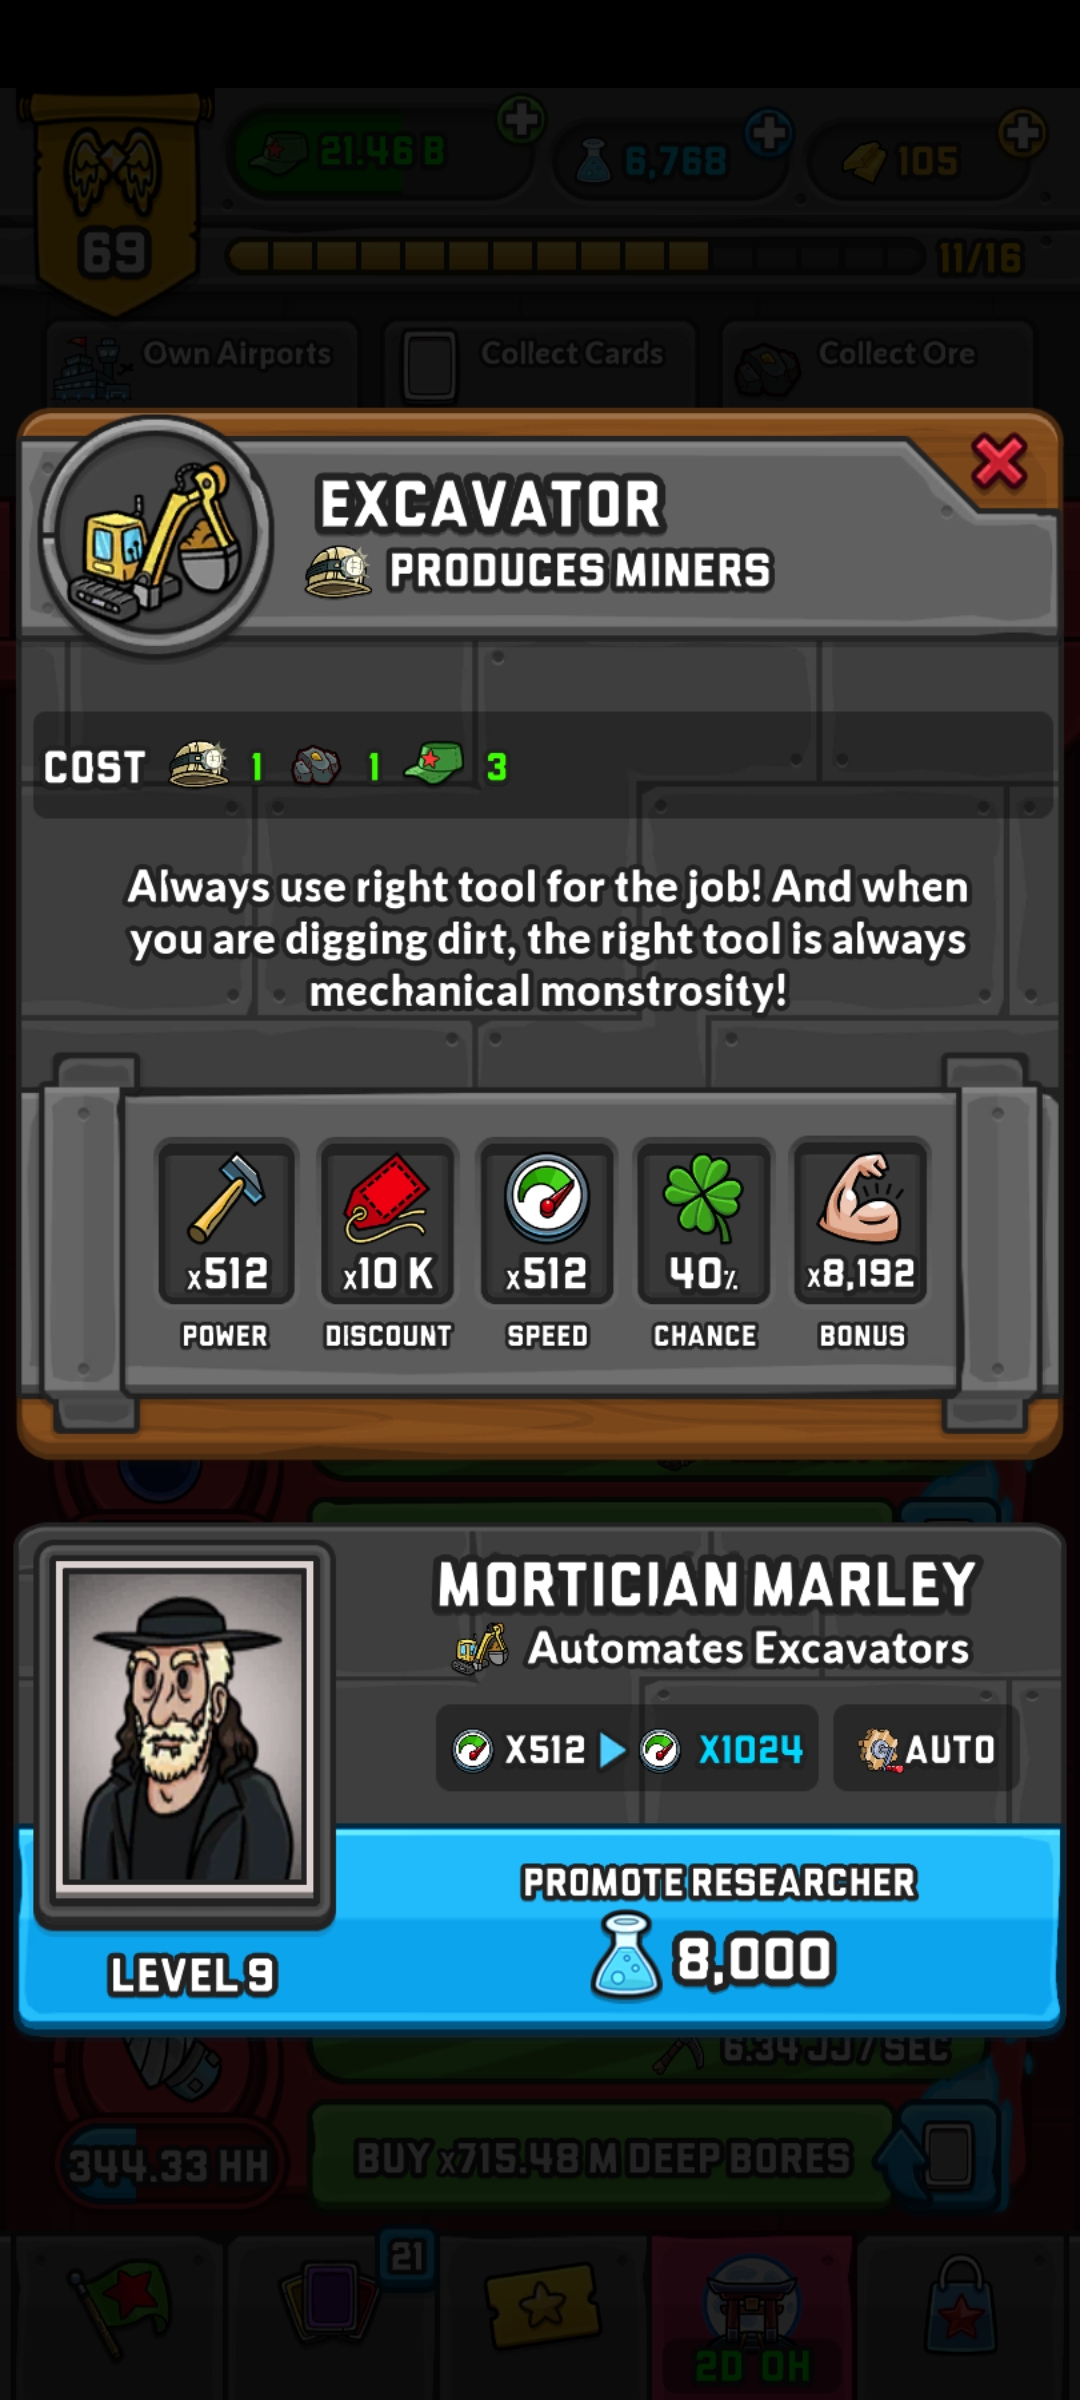 21.46 B
6,768
105
69
11/16
Own Airports
Collect Cards
Collect Ore
EXCAVATOR
PRODUCES MINERS
COST 1 1 3
Always use right tool for the job! And when
you are digging dirt, the right tool is always
mechanical monstrosity!
x512
x10 K
x512
40%
x8,192
POWER
DISCOUNT
SPEED
CHANCE
BONUS
MORTICIAN MARLEY
Automates Excavators
X512
X1024
AUTO
PROMOTE RESEARCHER
8,000
LEVEL 9
6.34 JJ / SEC
344.33 HH
BUY x715.48 M DEEP BORES
21
2D 0H